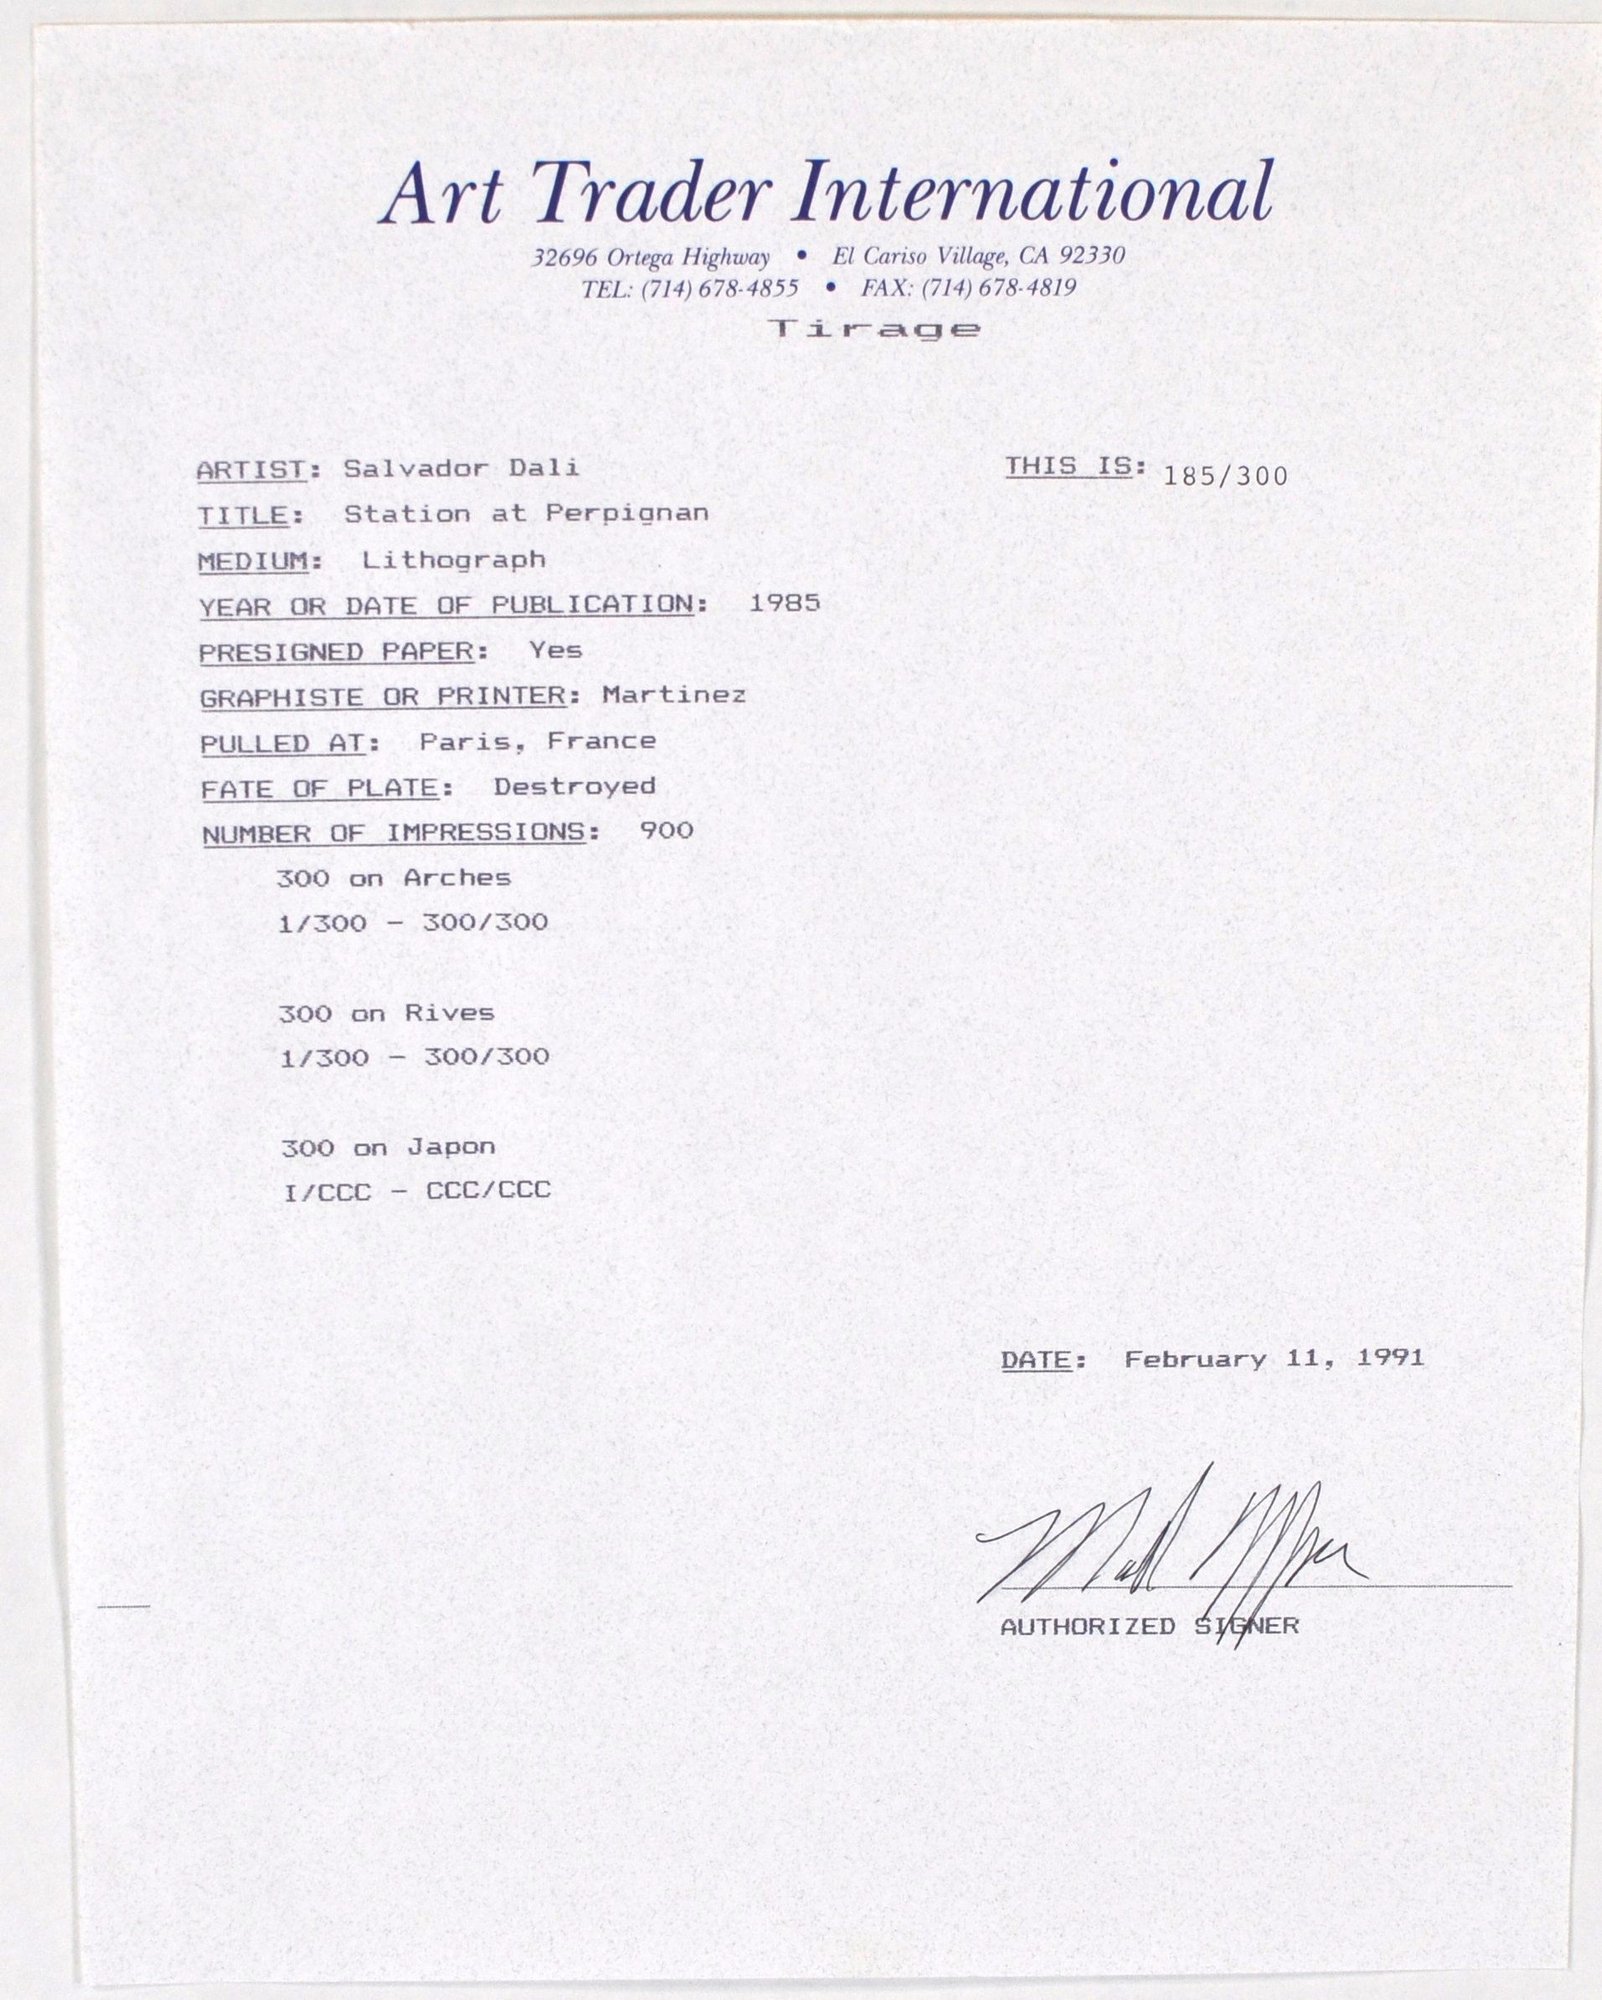 Art Trader International
32696 Ortega Highway • El Cariso Village, CA 92330
TEL: (714) 678-4855 • FAX: (714) 678-4819
Tirage
ARTIST: Salvador Dali
THIS IS: 185/300
TITLE: Station at Perpignan
MEDIUM: Lithograph
YEAR OR DATE OF PUBLICATION: 1985
PRESIGNED PAPER: Yes
GRAPHISTE OR PRINTER: Martinez
PULLED AT: Paris, France
FATE OF PLATE: Destroyed
NUMBER OF IMPRESSIONS: 900
300 on Arches
1/300 - 300/300
300 on Rives
1/300 - 300/300
300 on Japon
I/CCC - CCC/CCC
DATE: February 11, 1991
AUTHORIZED SIGNER